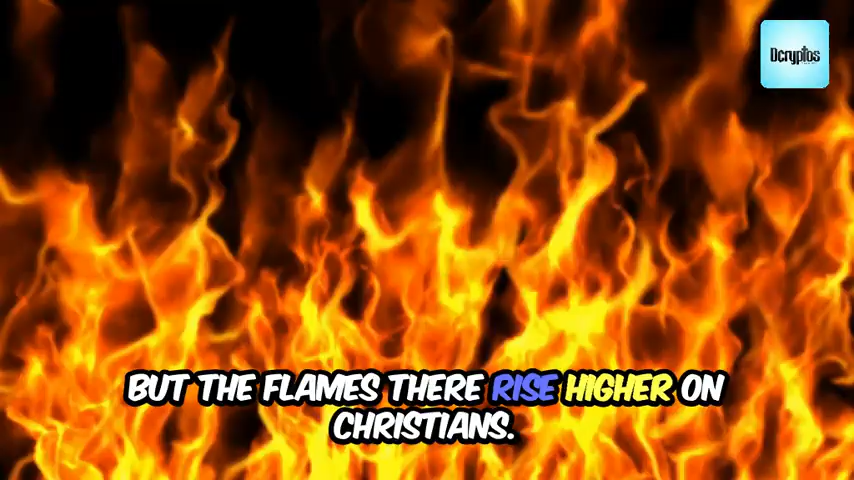 Dcryptos
BUT THE FLAMES THERE RISE HIGHER ON
CHRISTIANS.